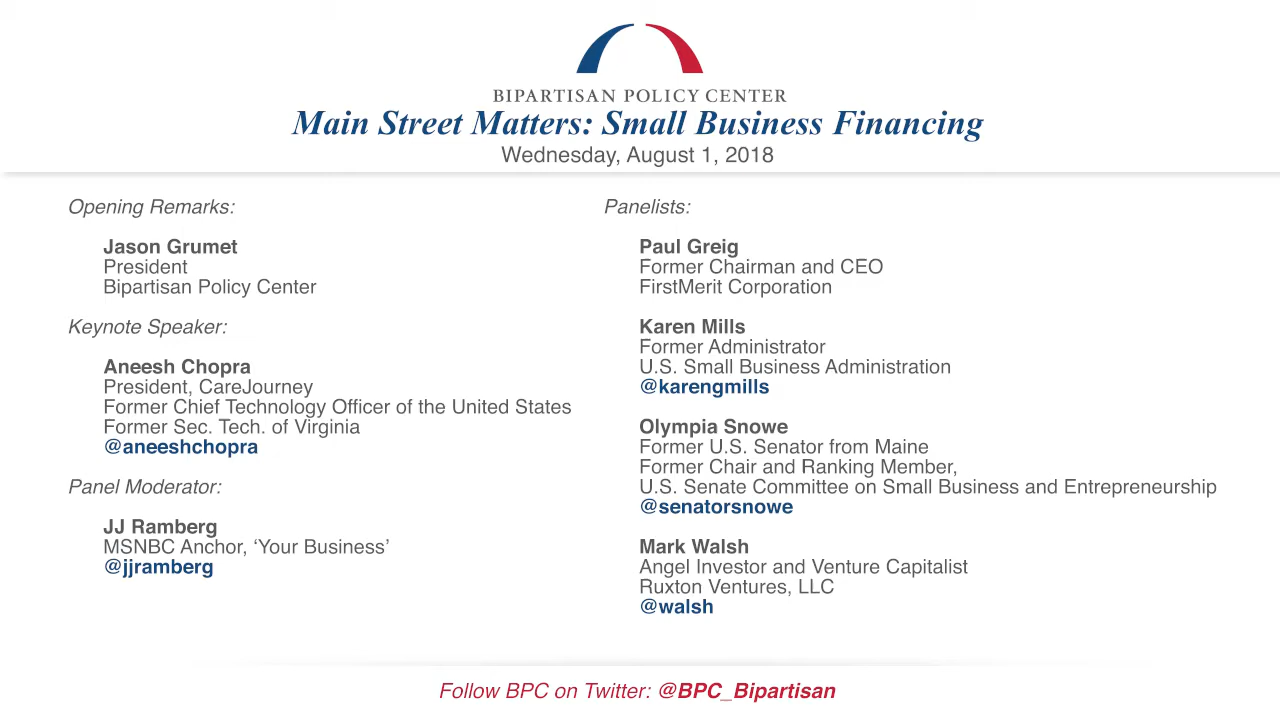 BIPARTISAN POLICY CENTER
Main Street Matters: Small Business Financing
Wednesday, August 1, 2018
Opening Remarks:
Jason Grumet
President
Bipartisan Policy Center
Keynote Speaker:
Aneesh Chopra
President, CareJourney
Former Chief Technology Officer of the United States
Former Sec. Tech. of Virginia
@aneeshchopra
Panel Moderator:
JJ Ramberg
MSNBC Anchor, ‘Your Business’
@jjramberg
Panelists:
Paul Greig
Former Chairman and CEO
FirstMerit Corporation
Karen Mills
Former Administrator
U.S. Small Business Administration
@karengmills
Olympia Snowe
Former U.S. Senator from Maine
Former Chair and Ranking Member,
U.S. Senate Committee on Small Business and Entrepreneurship
@senatorsnowe
Mark Walsh
Angel Investor and Venture Capitalist
Ruxton Ventures, LLC
@walsh
Follow BPC on Twitter: @BPC_Bipartisan